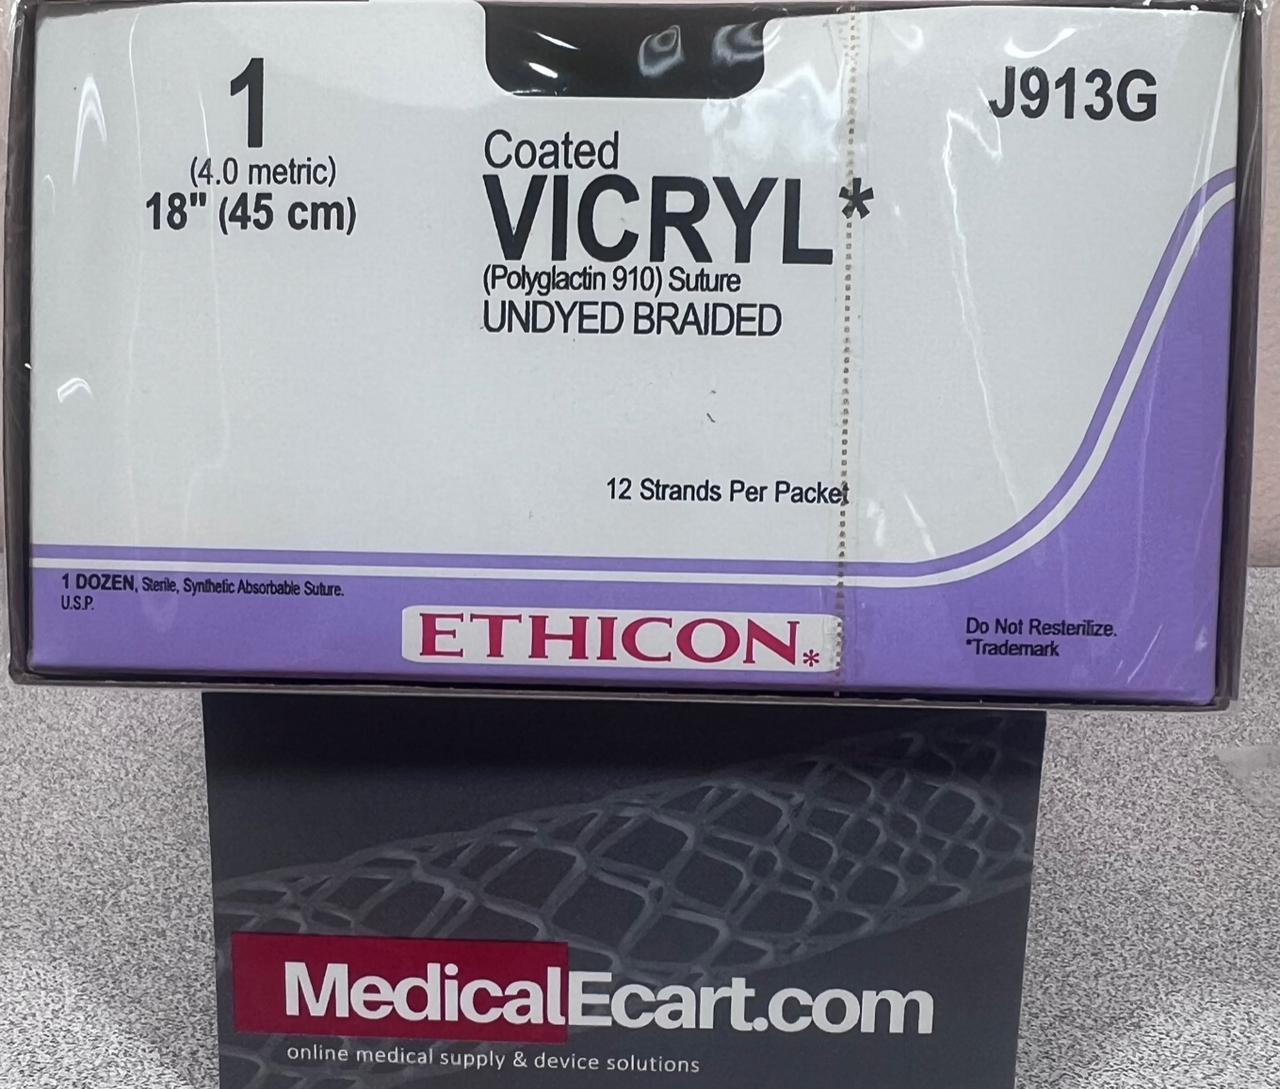 1
(4.0 metric)
18" (45 cm)
Coated
VICRYL*
(Polyglactin 910) Suture
UNDYED BRAIDED
J913G
12 Strands Per Packet
1 DOZEN, Sterile, Synthetic Absorbable Suture.
U.S.P.
ETHICON*
Do Not Resterilize.
*Trademark
MedicalEcart.com
online medical supply & device solutions